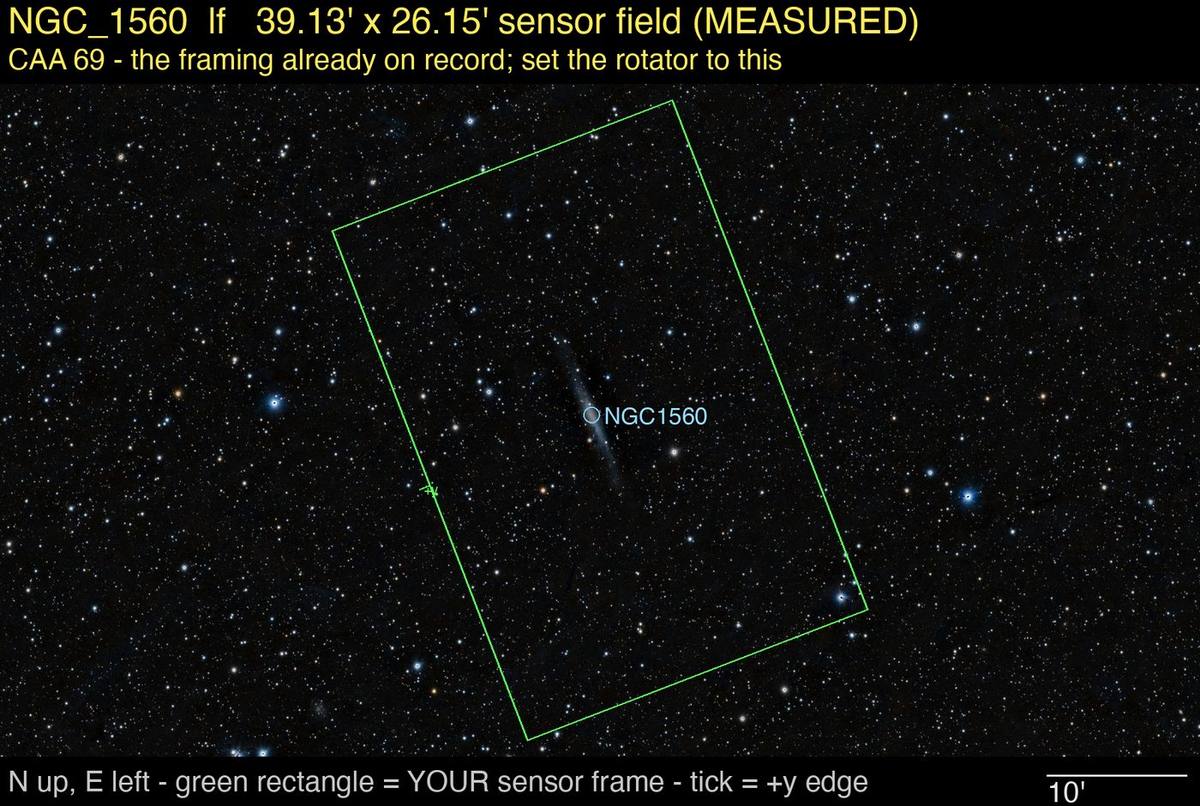 NGC_1560 lf 39.13' x 26.15' sensor field (MEASURED)
CAA 69 - the framing already on record; set the rotator to this
NGC1560
N up, E left - green rectangle = YOUR sensor frame - tick = +y edge
10'